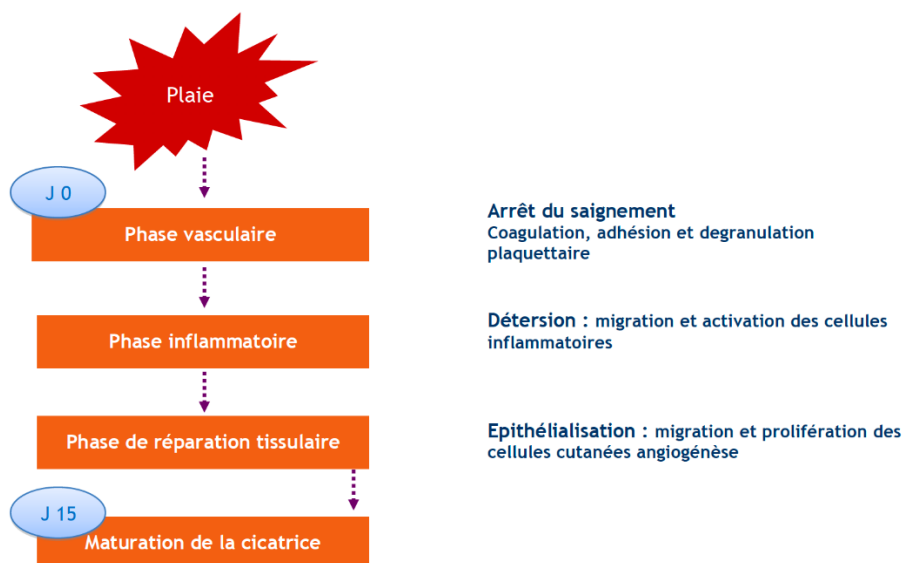 Plaie
J 0
Phase vasculaire
Arrêt du saignement
Coagulation, adhésion et degranulation
plaquettaire
Phase inflammatoire
Détersion : migration et activation des cellules
inflammatoires
Phase de réparation tissulaire
Epithélialisation : migration et prolifération des
cellules cutanées angiogénèse
J 15
Maturation de la cicatrice